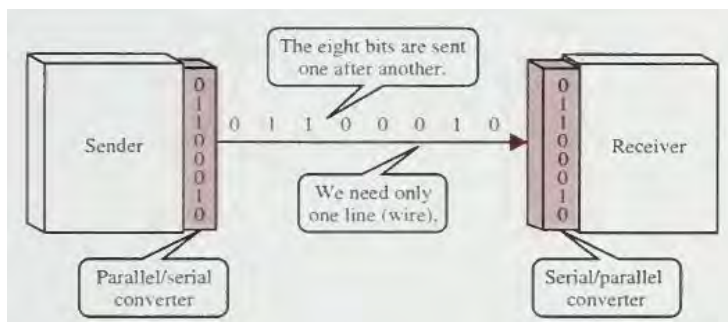 The eight bits are sent
one after another.
0 1 1 0 0 0 1 0
Sender
0
1
1
0
0
0
1
0
We need only
one line (wire),
0
1
1
0
0
0
1
0
Receiver
Parallel/serial
converter
Serial/parallel
converter